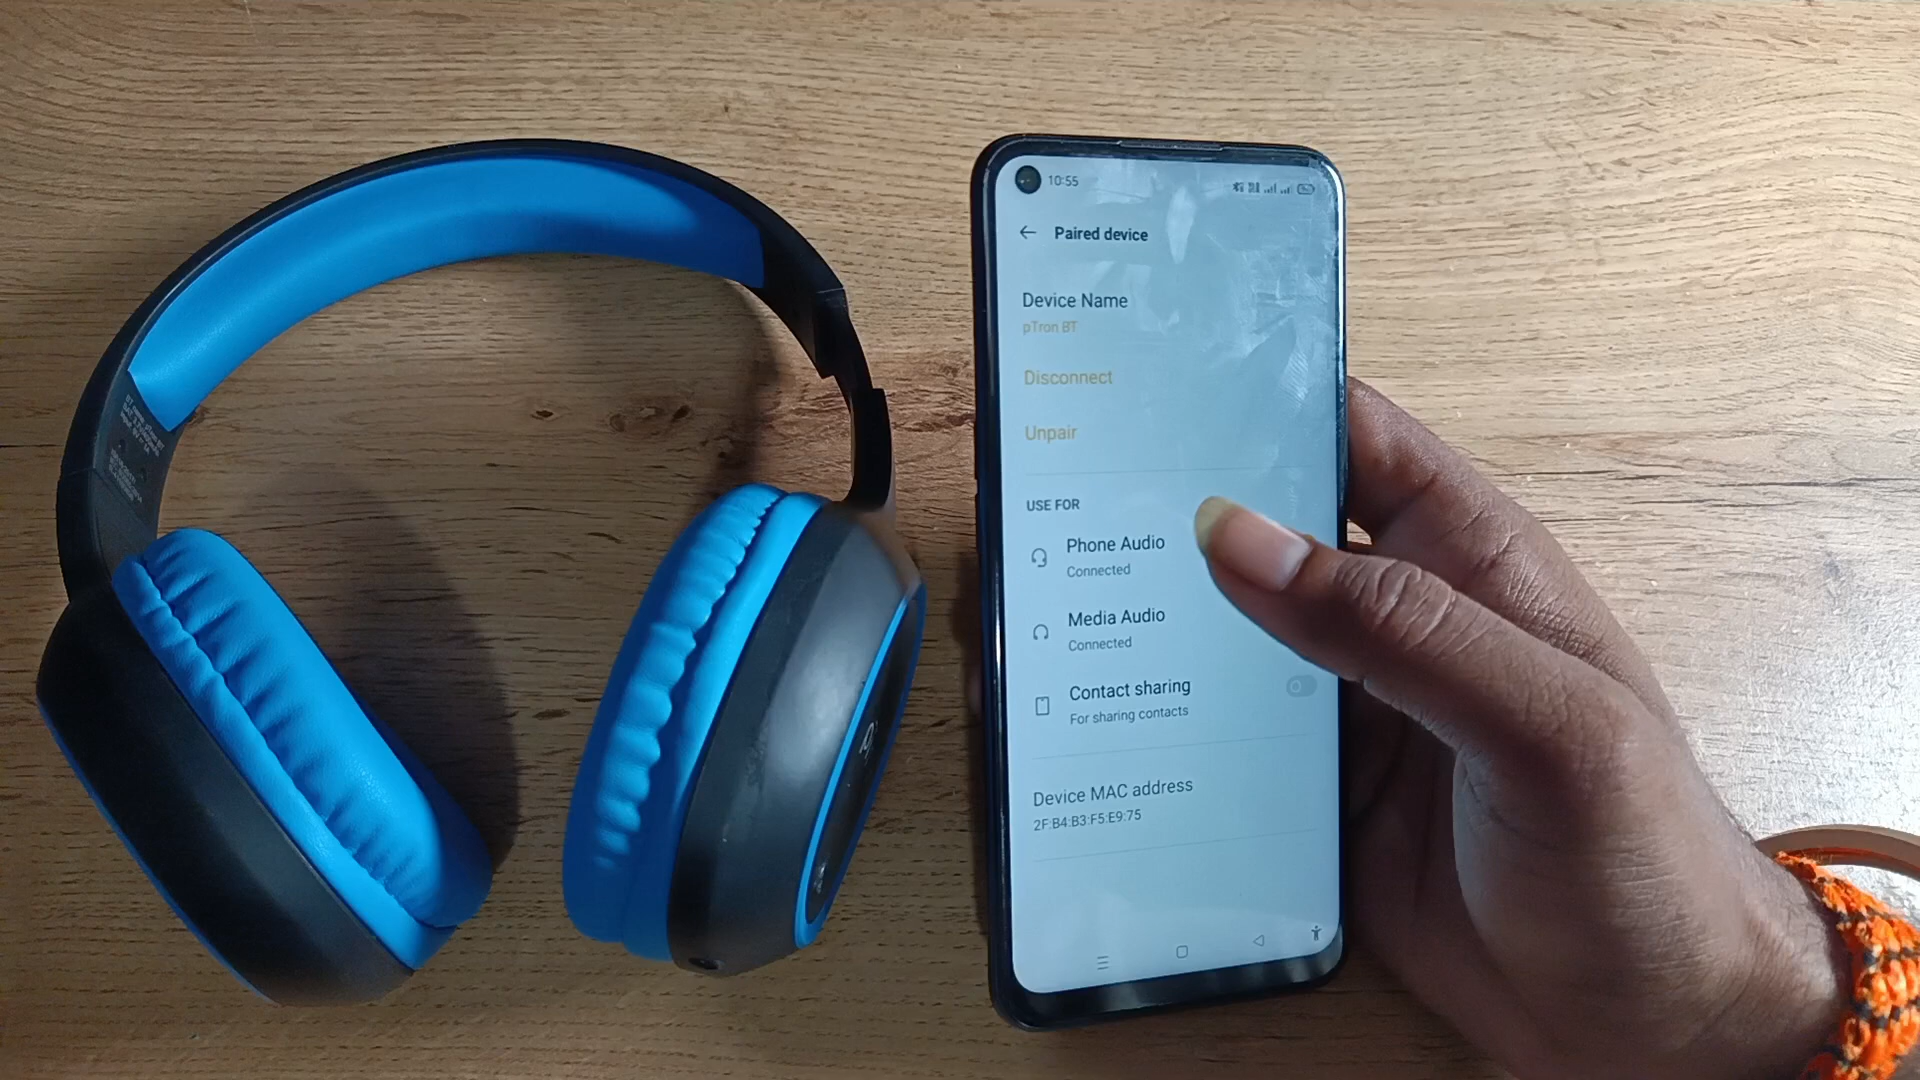 10:55
Paired device
Device Name
pTron BT
Disconnect
Unpair
USE FOR
Phone Audio
Connected
Media Audio
Connected
Contact sharing
For sharing contacts
Device MAC address
2F:B4:B3:F5:E9:75